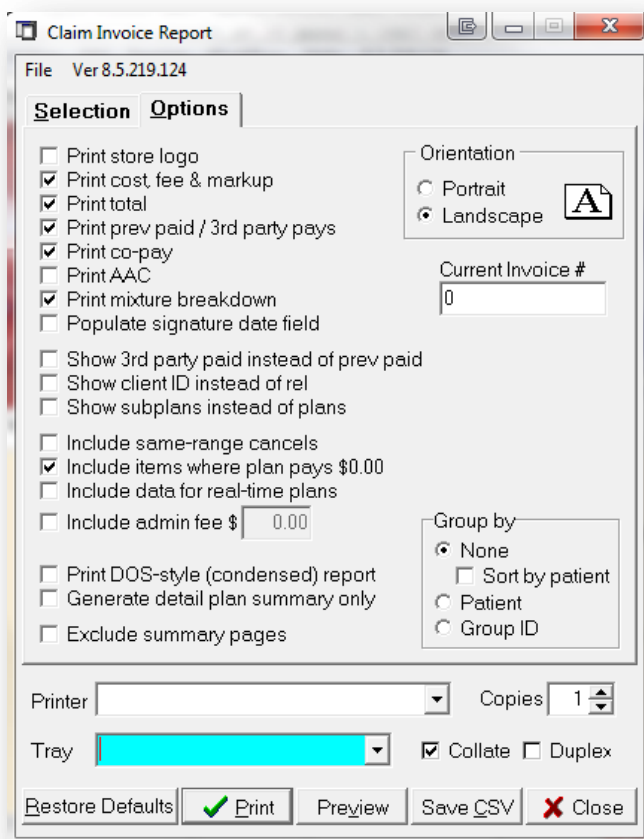 Claim Invoice Report
File Ver 8.5.219.124
Selection Options
Print store logo
Print cost, fee & markup
Print total
Print prev paid / 3rd party pays
Print co-pay
Print AAC
Print mixture breakdown
Populate signature date field
Show 3rd party paid instead of prev paid
Show client ID instead of rel
Show subplans instead of plans
Include same-range cancels
Include items where plan pays $0.00
Include data for real-time plans
Include admin fee $ 0.00
Print DOS-style (condensed) report
Generate detail plan summary only
Exclude summary pages
Orientation
Portrait
Landscape
A
Current Invoice #
0
Group by
None
Sort by patient
Patient
Group ID
Printer
Copies 1
Tray
Collate Duplex
Restore Defaults Print Preview Save CSV Close